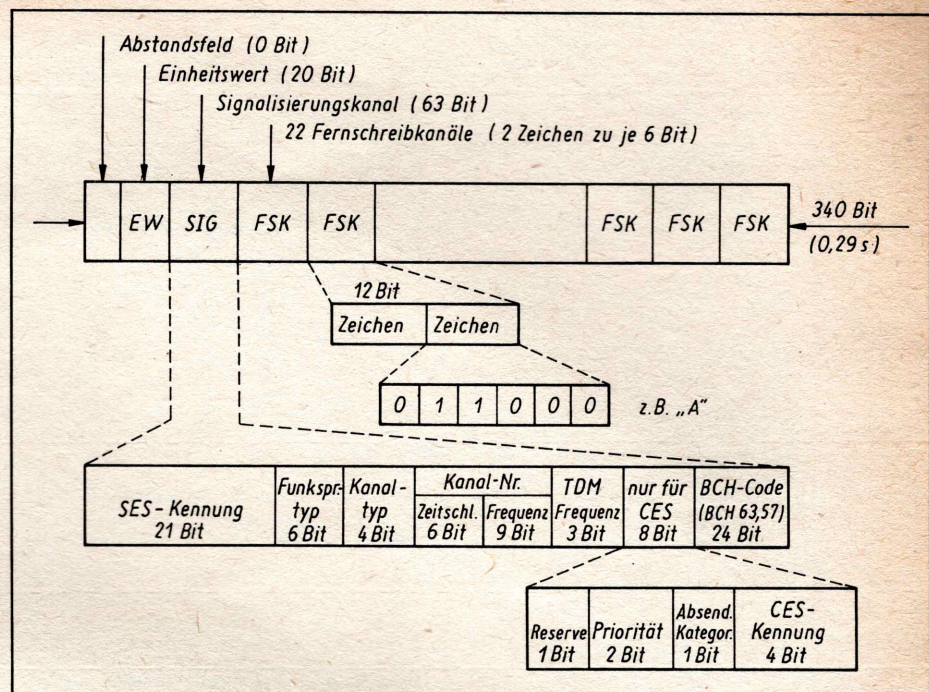 Abstandsfeld (0 Bit)
Einheitswert (20 Bit)
Signalisierungskanal (63 Bit)
22 Fernschreibkanäle (2 Zeichen zu je 6 Bit)
EW SIG FSK FSK FSK FSK FSK
340 Bit
(0,29 s)
12 Bit
Zeichen Zeichen
0 1 1 0 0 0
z.B. „A"
SES-Kennung
21 Bit
Funkspr.-
typ
6 Bit
Kanal-
typ
4 Bit
Kanal-Nr.
Zeitschl.
6 Bit
Frequenz
9 Bit
TDM
Frequenz
3 Bit
nur für
CES
8 Bit
BCH-Code
(BCH 63,57)
24 Bit
Reserve
1 Bit
Priorität
2 Bit
Absend.
Kategor.
1 Bit
CES-
Kennung
4 Bit